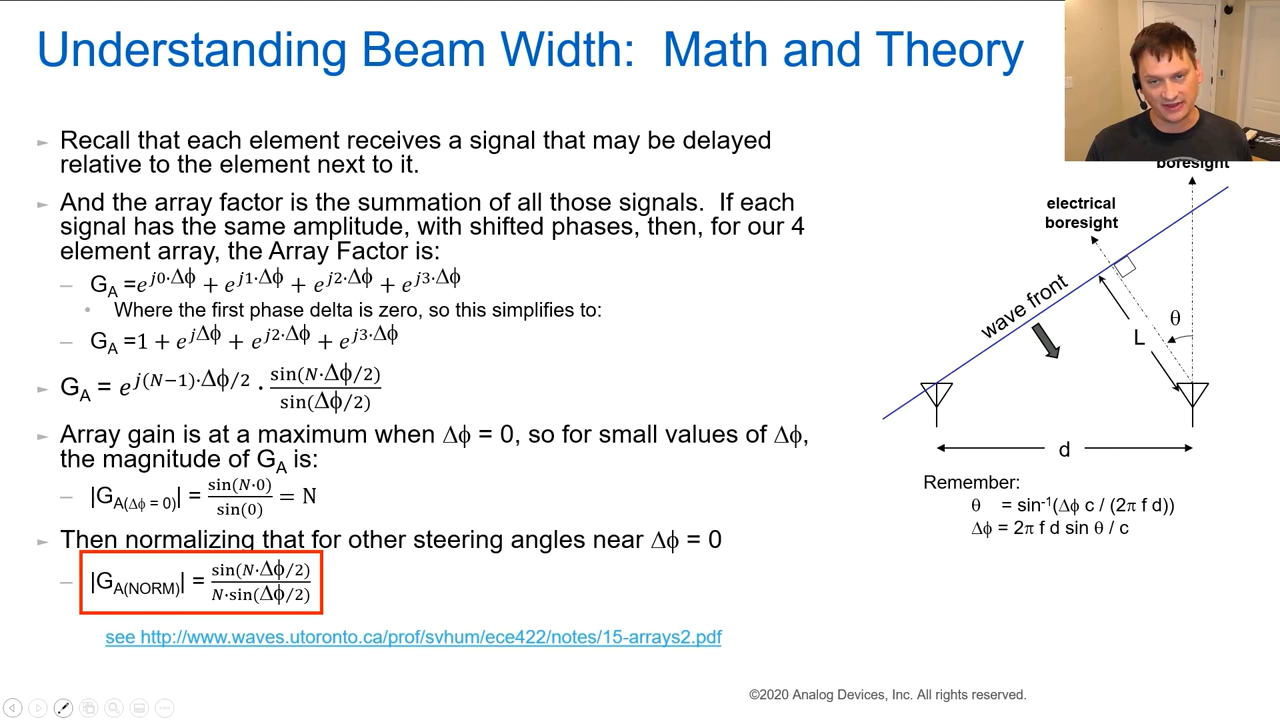 Understanding Beam Width: Math and Theory
Recall that each element receives a signal that may be delayed
relative to the element next to it.
And the array factor is the summation of all those signals. If each
signal has the same amplitude, with shifted phases, then, for our 4
element array, the Array Factor is:
G_A =e^{j0·Δϕ} + e^{j1·Δϕ} + e^{j2·Δϕ} + e^{j3·Δϕ}
Where the first phase delta is zero, so this simplifies to:
G_A =1 + e^{jΔϕ} + e^{j2·Δϕ} + e^{j3·Δϕ}
G_A = e^{j(N−1)·Δϕ/2} · sin(N·Δϕ/2) / sin(Δϕ/2)
Array gain is at a maximum when Δϕ = 0, so for small values of Δϕ,
the magnitude of G_A is:
|G_A(Δϕ = 0)| = sin(N·0) / sin(0) = N
Then normalizing that for other steering angles near Δϕ = 0
|G_A(NORM)| = sin(N·Δϕ/2) / N·sin(Δϕ/2)
see http://www.waves.utoronto.ca/prof/svhum/ece422/notes/15-arrays2.pdf
boresight
electrical
boresight
wave front
θ
L
d
Remember:
θ = sin⁻¹(Δϕ c / (2π f d))
Δϕ = 2π f d sin θ / c
©2020 Analog Devices, Inc. All rights reserved.